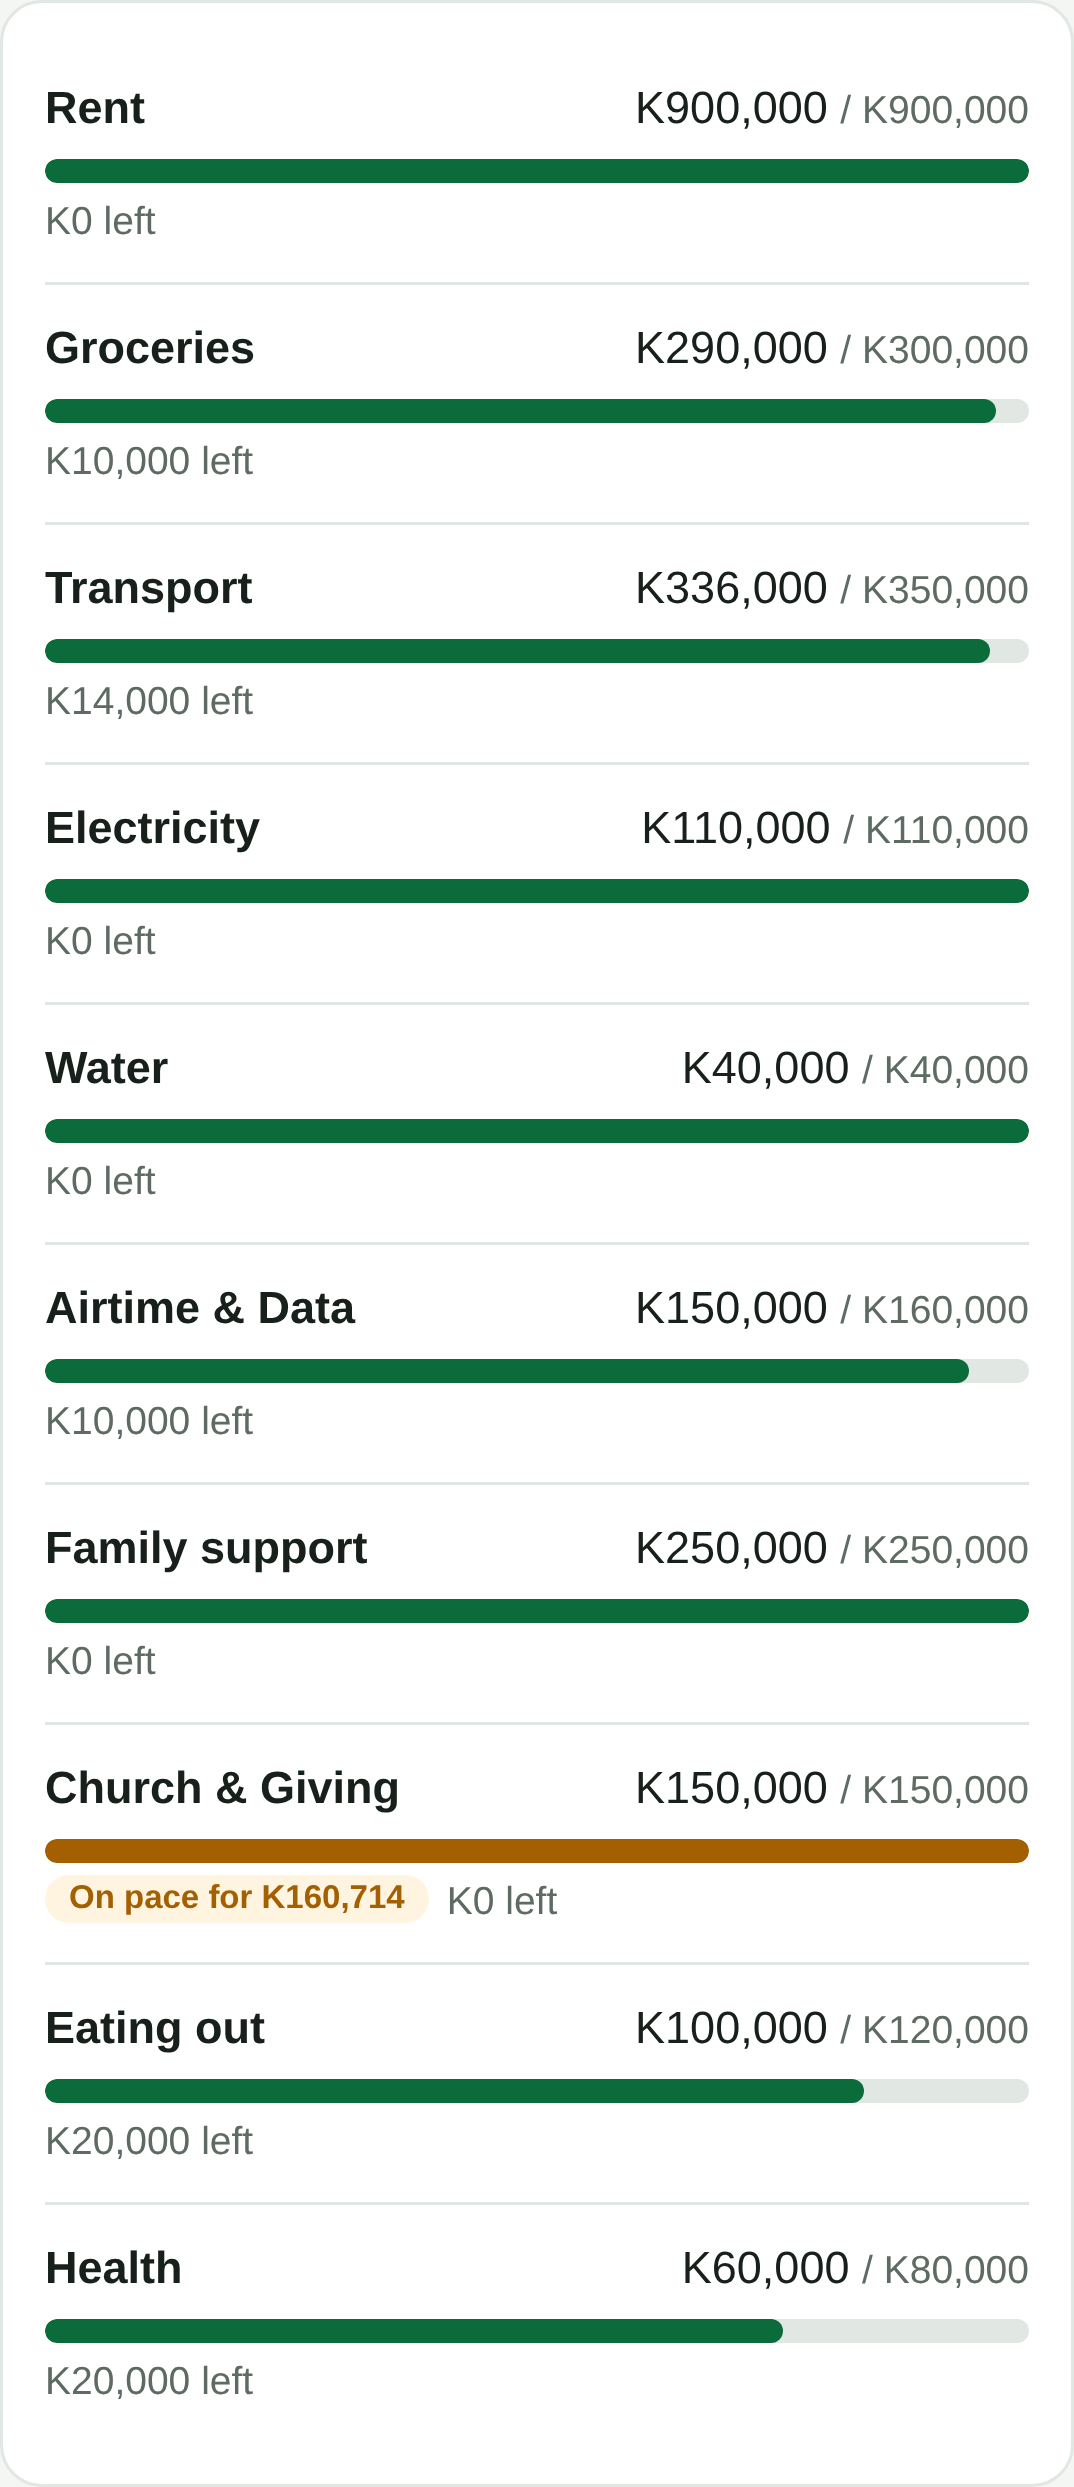 Rent K900,000 / K900,000
K0 left
Groceries K290,000 / K300,000
K10,000 left
Transport K336,000 / K350,000
K14,000 left
Electricity K110,000 / K110,000
K0 left
Water K40,000 / K40,000
K0 left
Airtime & Data K150,000 / K160,000
K10,000 left
Family support K250,000 / K250,000
K0 left
Church & Giving K150,000 / K150,000
On pace for K160,714 K0 left
Eating out K100,000 / K120,000
K20,000 left
Health K60,000 / K80,000
K20,000 left